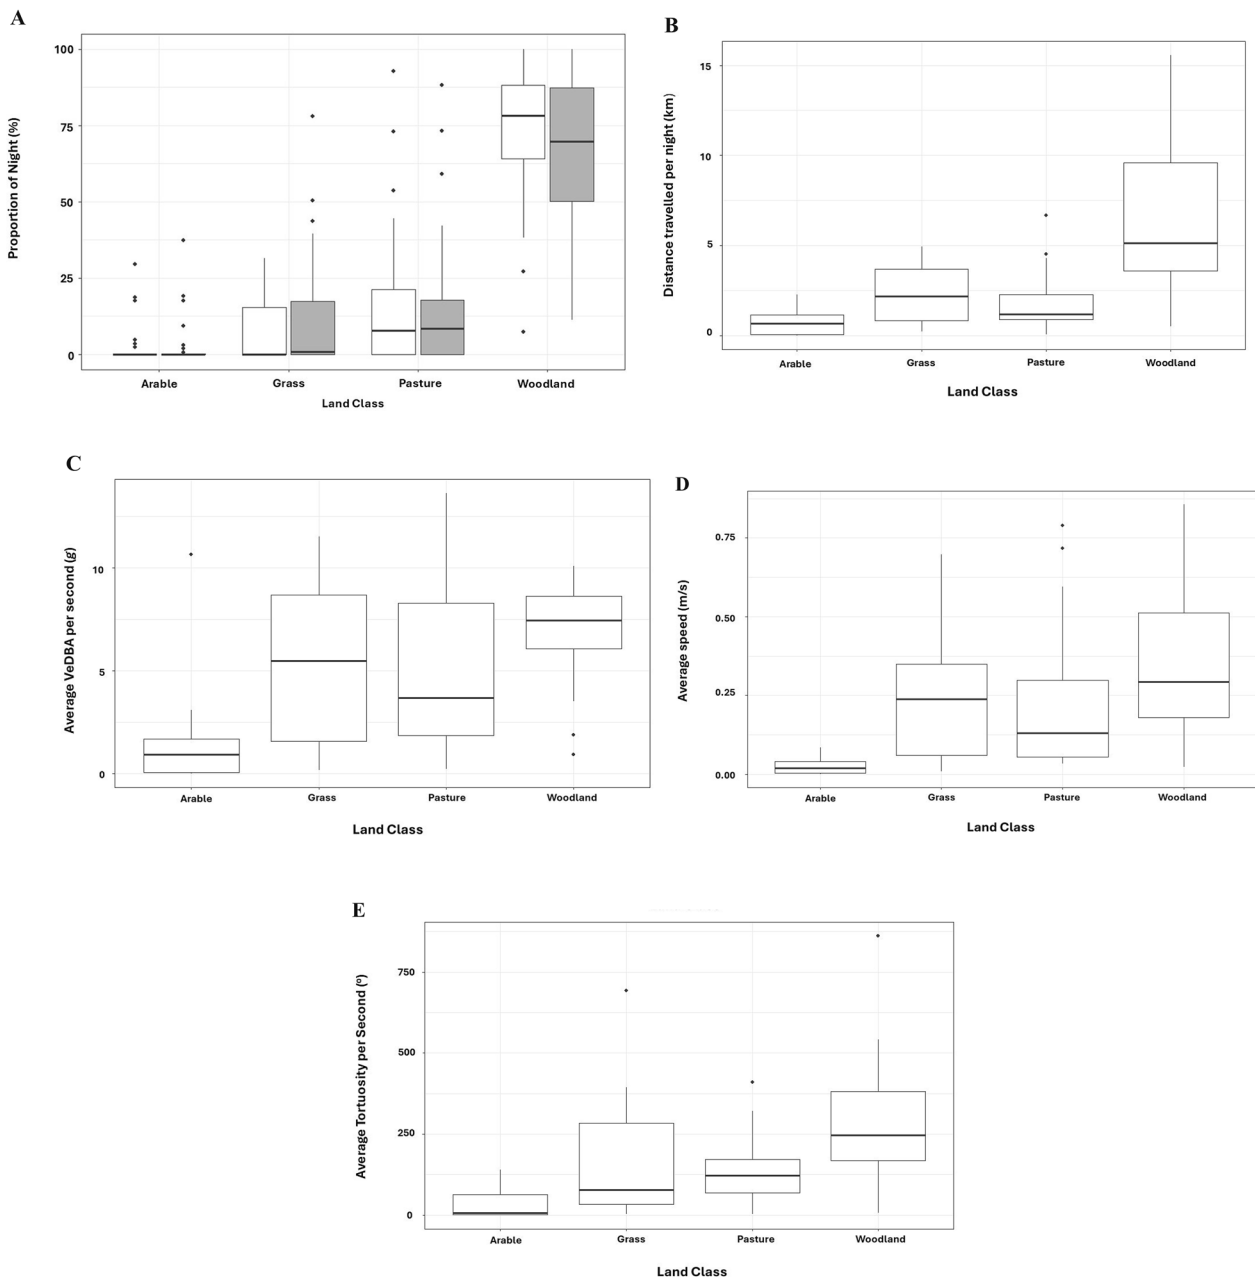 A
Proportion of Night (%)
100
75
50
25
0
Arable Grass Pasture Woodland
Land Class
B
Distance travelled per night (km)
15
10
5
0
Arable Grass Pasture Woodland
Land Class
C
Average VeDBA per second (g)
10
5
0
Arable Grass Pasture Woodland
Land Class
D
Average speed (m/s)
0.75
0.50
0.25
0.00
Arable Grass Pasture Woodland
Land Class
E
Average Tortuosity per Second (º)
750
500
250
0
Arable Grass Pasture Woodland
Land Class